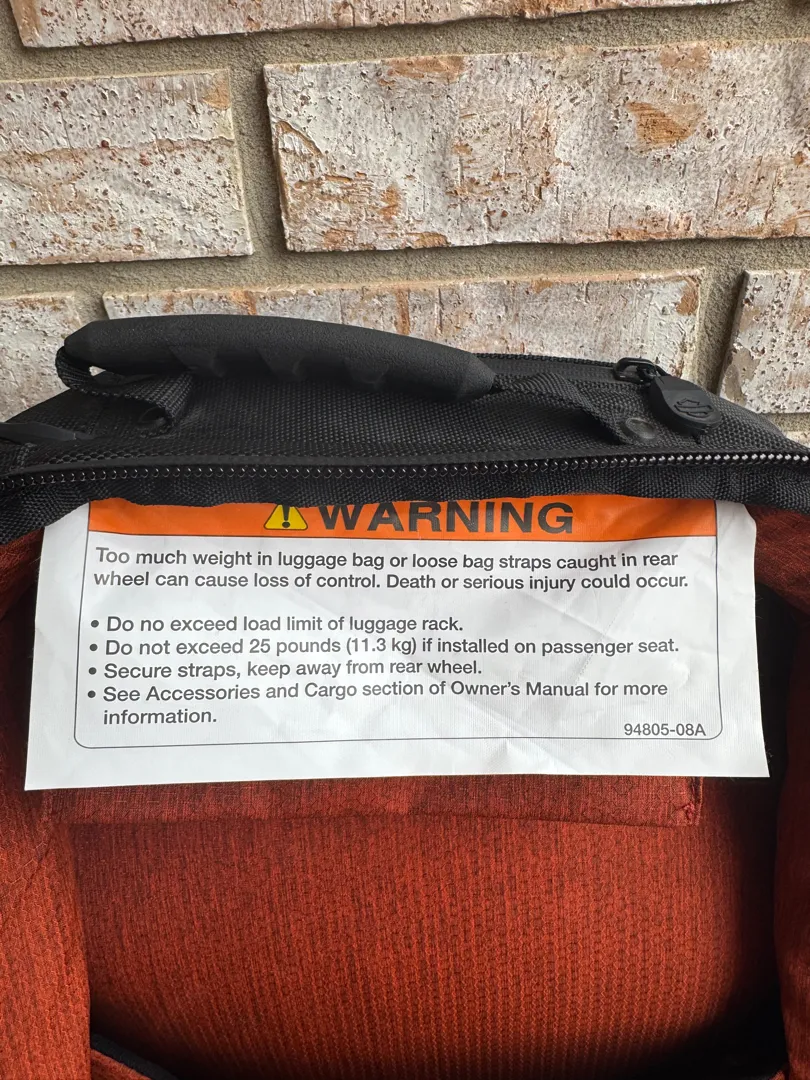 WARNING
Too much weight in luggage bag or loose bag straps caught in rear
wheel can cause loss of control. Death or serious injury could occur.
• Do no exceed load limit of luggage rack.
• Do not exceed 25 pounds (11.3 kg) if installed on passenger seat.
• Secure straps, keep away from rear wheel.
• See Accessories and Cargo section of Owner's Manual for more
information.
94805-08A